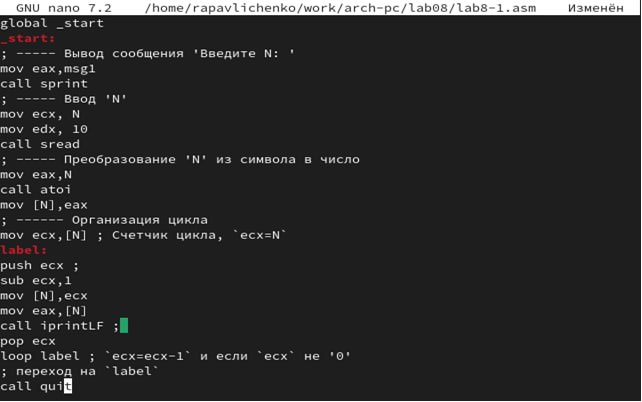 GNU nano 7.2 /home/rapavlichenko/work/arch-pc/lab08/lab8-1.asm Изменён
global _start
_start:
; ----- Вывод сообщения 'Введите N: '
mov eax,msg1
call sprint
; ----- Ввод 'N'
mov ecx, N
mov edx, 10
call sread
; ----- Преобразование 'N' из символа в число
mov eax,N
call atoi
mov [N],eax
; ------ Организация цикла
mov ecx,[N] ; Счетчик цикла, `ecx=N`
label:
push ecx ;
sub ecx,1
mov [N],ecx
mov eax,[N]
call iprintLF ;
pop ecx
loop label ; `ecx=ecx-1` и если `ecx` не '0'
; переход на `label`
call quit